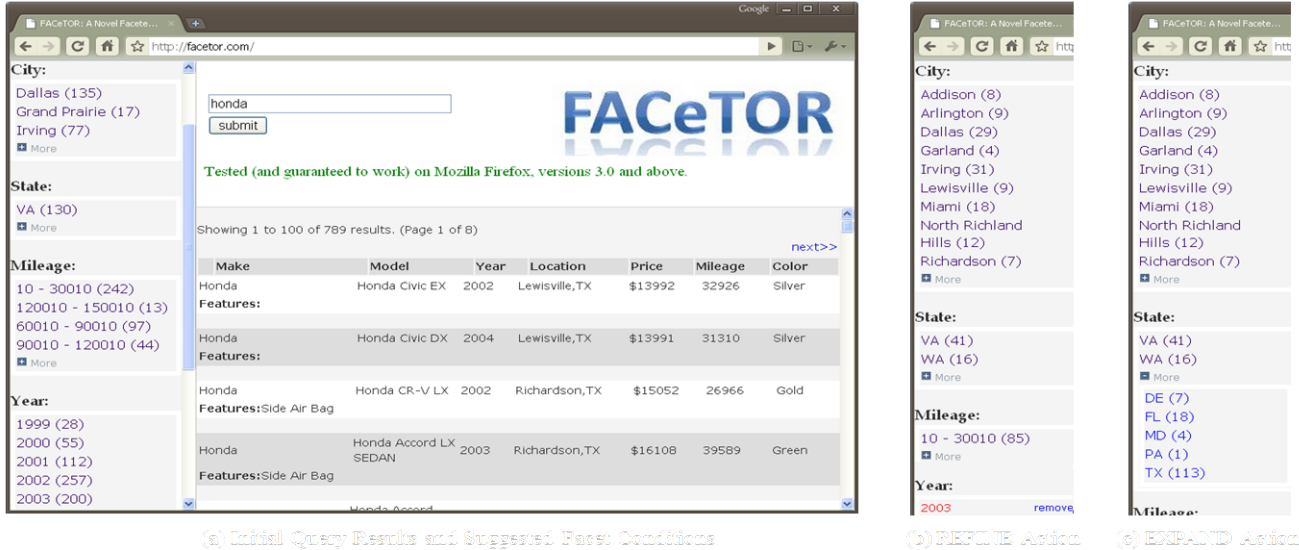 Google
FACeTOR: A Novel Facete...
http://facetor.com/
City:
Dallas (135)
Grand Prairie (17)
Irving (77)
More
State:
VA (130)
More
Mileage:
10 - 30010 (242)
120010 - 150010 (13)
60010 - 90010 (97)
90010 - 120010 (44)
More
Year:
1999 (28)
2000 (55)
2001 (112)
2002 (257)
2003 (200)
honda
submit
FACeTOR
Tested (and guaranteed to work) on Mozilla Firefox, versions 3.0 and above.
Showing 1 to 100 of 789 results. (Page 1 of 8)
next>>
Make Model Year Location Price Mileage Color
Honda Honda Civic EX 2002 Lewisville,TX $13992 32926 Silver
Features:
Honda Honda Civic DX 2004 Lewisville,TX $13991 31310 Silver
Features:
Honda Honda CR-V LX 2002 Richardson,TX $15052 26966 Gold
Features:Side Air Bag
Honda Honda Accord LX SEDAN 2003 Richardson,TX $16108 39589 Green
Features:Side Air Bag
Honda Accord
(a) Initial Query Results and Suggested Facet Conditions
FACeTOR: A Novel Facete...
htt
City:
Addison (8)
Arlington (9)
Dallas (29)
Garland (4)
Irving (31)
Lewisville (9)
Miami (18)
North Richland
Hills (12)
Richardson (7)
More
State:
VA (41)
WA (16)
More
Mileage:
10 - 30010 (85)
More
Year:
2003 remove
(b) REFINE Action
FACeTOR: A Novel Facete...
htt
City:
Addison (8)
Arlington (9)
Dallas (29)
Garland (4)
Irving (31)
Lewisville (9)
Miami (18)
North Richland
Hills (12)
Richardson (7)
More
State:
VA (41)
WA (16)
More
DE (7)
FL (18)
MD (4)
PA (1)
TX (113)
Mileage:
(c) EXPAND Action